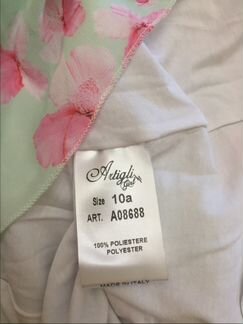 Artigli
Girl
Size 10a
ART. A08688
100% POLIESTERE
POLYESTER
MADE IN ITALY